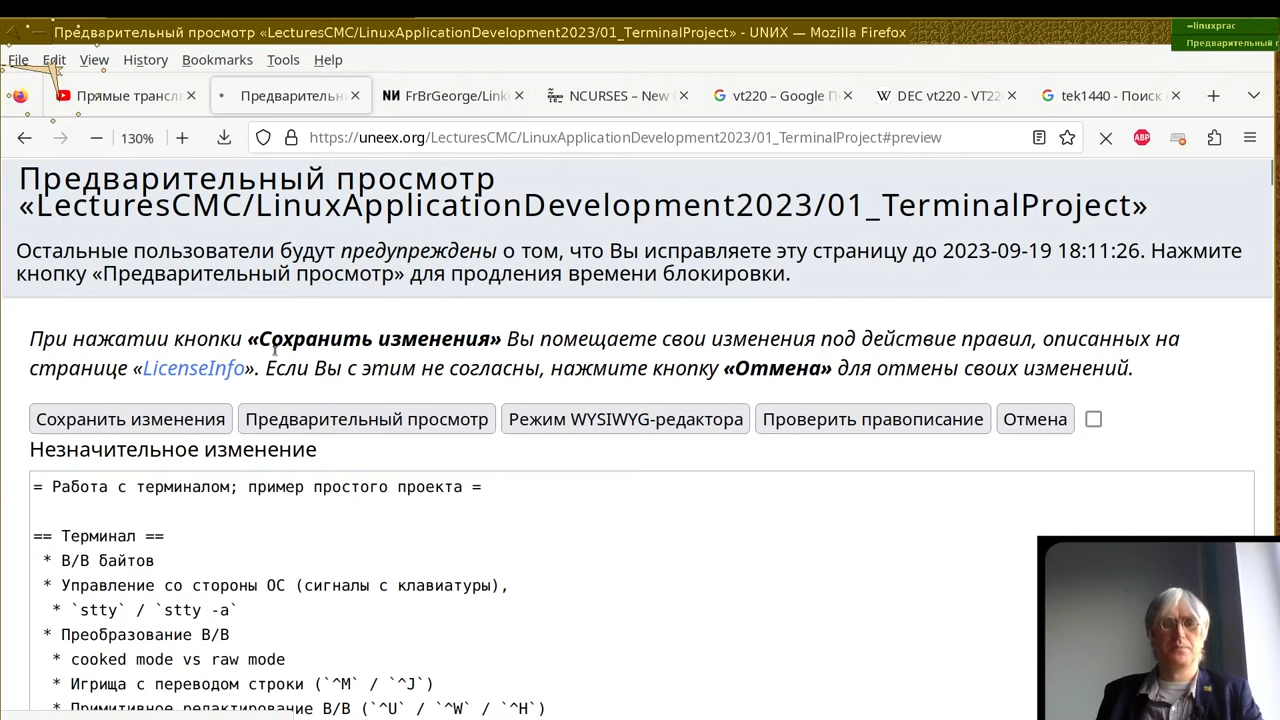 Предварительный просмотр «LecturesCMC/LinuxApplicationDevelopment2023/01_TerminalProject» - UNИX — Mozilla Firefox
=linuxprac
Предварительный п
File Edit View History Bookmarks Tools Help
Прямые трансл
Предварительн
FrBrGeorge/Link
NCURSES – New
vt220 – Google П
DEC vt220 - VT22
tek1440 - Поиск
130%
https://uneex.org/LecturesCMC/LinuxApplicationDevelopment2023/01_TerminalProject#preview
Предварительный просмотр
«LecturesCMC/LinuxApplicationDevelopment2023/01_TerminalProject»
Остальные пользователи будут предупреждены о том, что Вы исправляете эту страницу до 2023-09-19 18:11:26. Нажмите
кнопку «Предварительный просмотр» для продления времени блокировки.
При нажатии кнопки «Сохранить изменения» Вы помещаете свои изменения под действие правил, описанных на
странице «LicenseInfo». Если Вы с этим не согласны, нажмите кнопку «Отмена» для отмены своих изменений.
Сохранить изменения Предварительный просмотр Режим WYSIWYG-редактора Проверить правописание Отмена
Незначительное изменение
= Работа с терминалом; пример простого проекта =
== Терминал ==
* В/В байтов
* Управление со стороны ОС (сигналы с клавиатуры),
* `stty` / `stty -a`
* Преобразование В/В
* cooked mode vs raw mode
* Игрища с переводом строки (`^M` / `^J`)
* Примитивное редактирование В/В (`^U` / `^W` / `^H`)